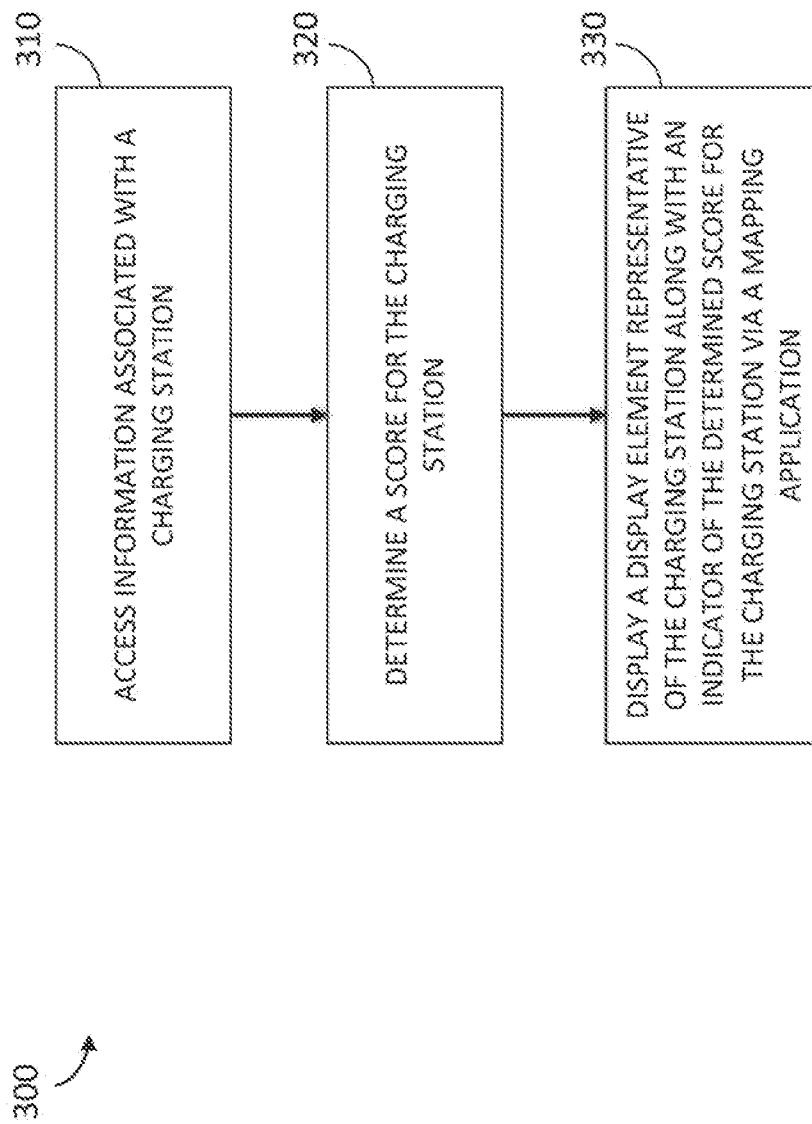 300
310
ACCESS INFORMATION ASSOCIATED WITH A
CHARGING STATION
320
DETERMINE A SCORE FOR THE CHARGING
STATION
330
DISPLAY A DISPLAY ELEMENT REPRESENTATIVE
OF THE CHARGING STATION ALONG WITH AN
INDICATOR OF THE DETERMINED SCORE FOR
THE CHARGING STATION VIA A MAPPING
APPLICATION